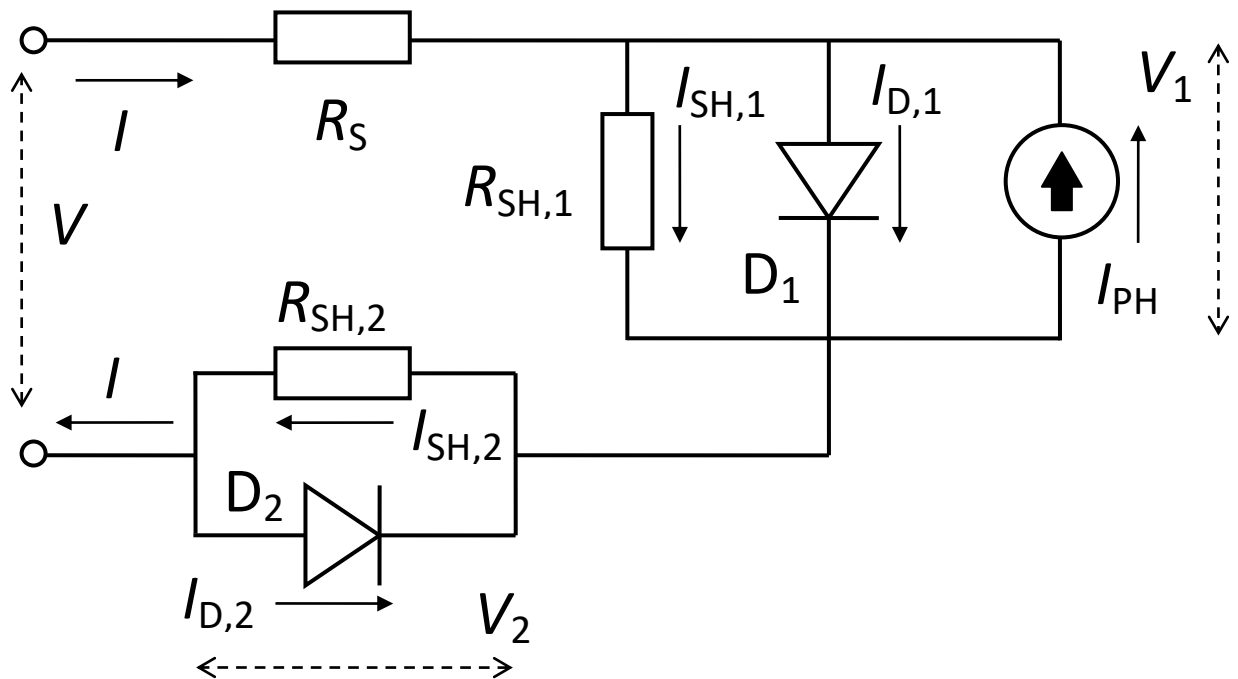 I
R_S
I_SH,1
I_D,1
V_1
R_SH,1
V
D_1
I_PH
R_SH,2
I
I_SH,2
D_2
I_D,2
V_2